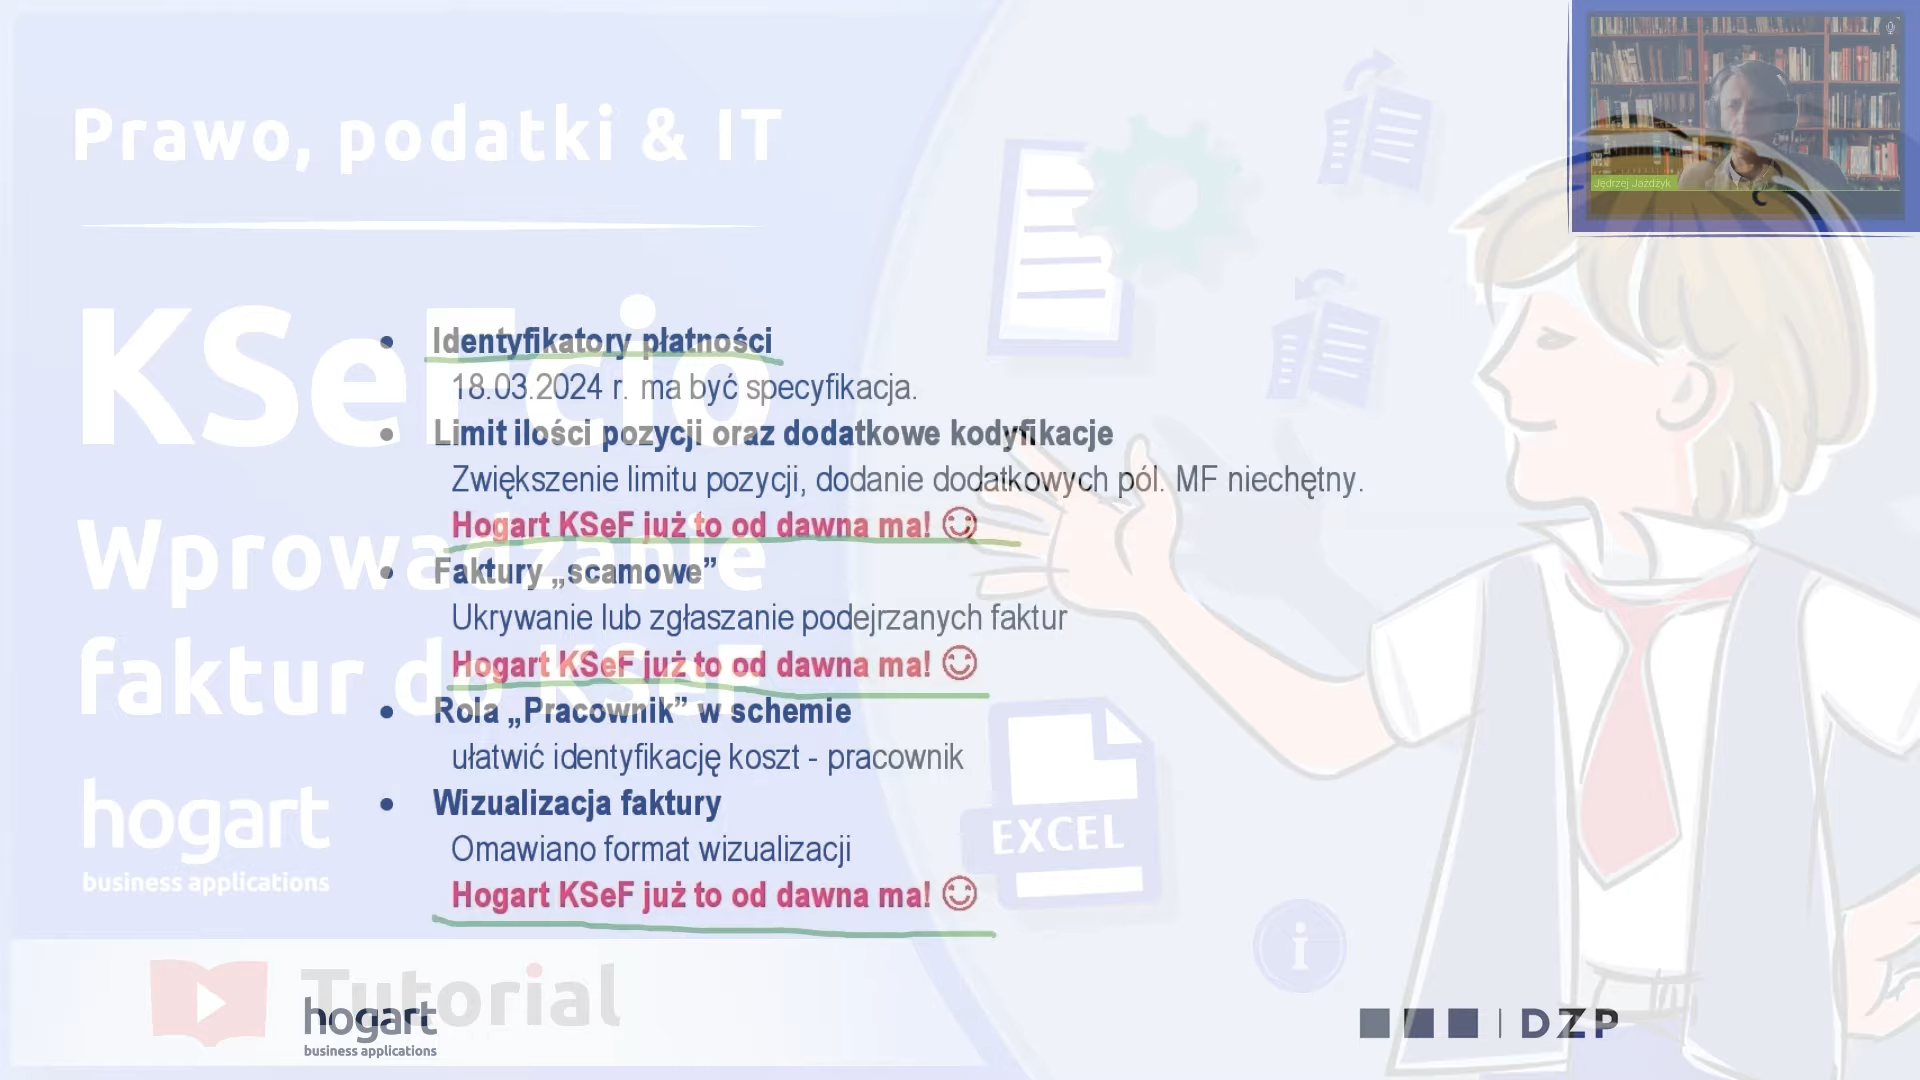 Prawo, podatki & IT
Jędrzej Jażdżyk
KSeFcio
Wprowadzanie
faktur do KSeF
hogart
business applications
• Identyfikatory płatności
18.03.2024 r. ma być specyfikacja.
• Limit ilości pozycji oraz dodatkowe kodyfikacje
Zwiększenie limitu pozycji, dodanie dodatkowych pól. MF niechętny.
Hogart KSeF już to od dawna ma! ☺
• Faktury „scamowe”
Ukrywanie lub zgłaszanie podejrzanych faktur
Hogart KSeF już to od dawna ma! ☺
• Rola „Pracownik” w schemie
ułatwić identyfikację koszt - pracownik
• Wizualizacja faktury
Omawiano format wizualizacji
Hogart KSeF już to od dawna ma! ☺
EXCEL
i
Tutorial
hogart
business applications
DZP